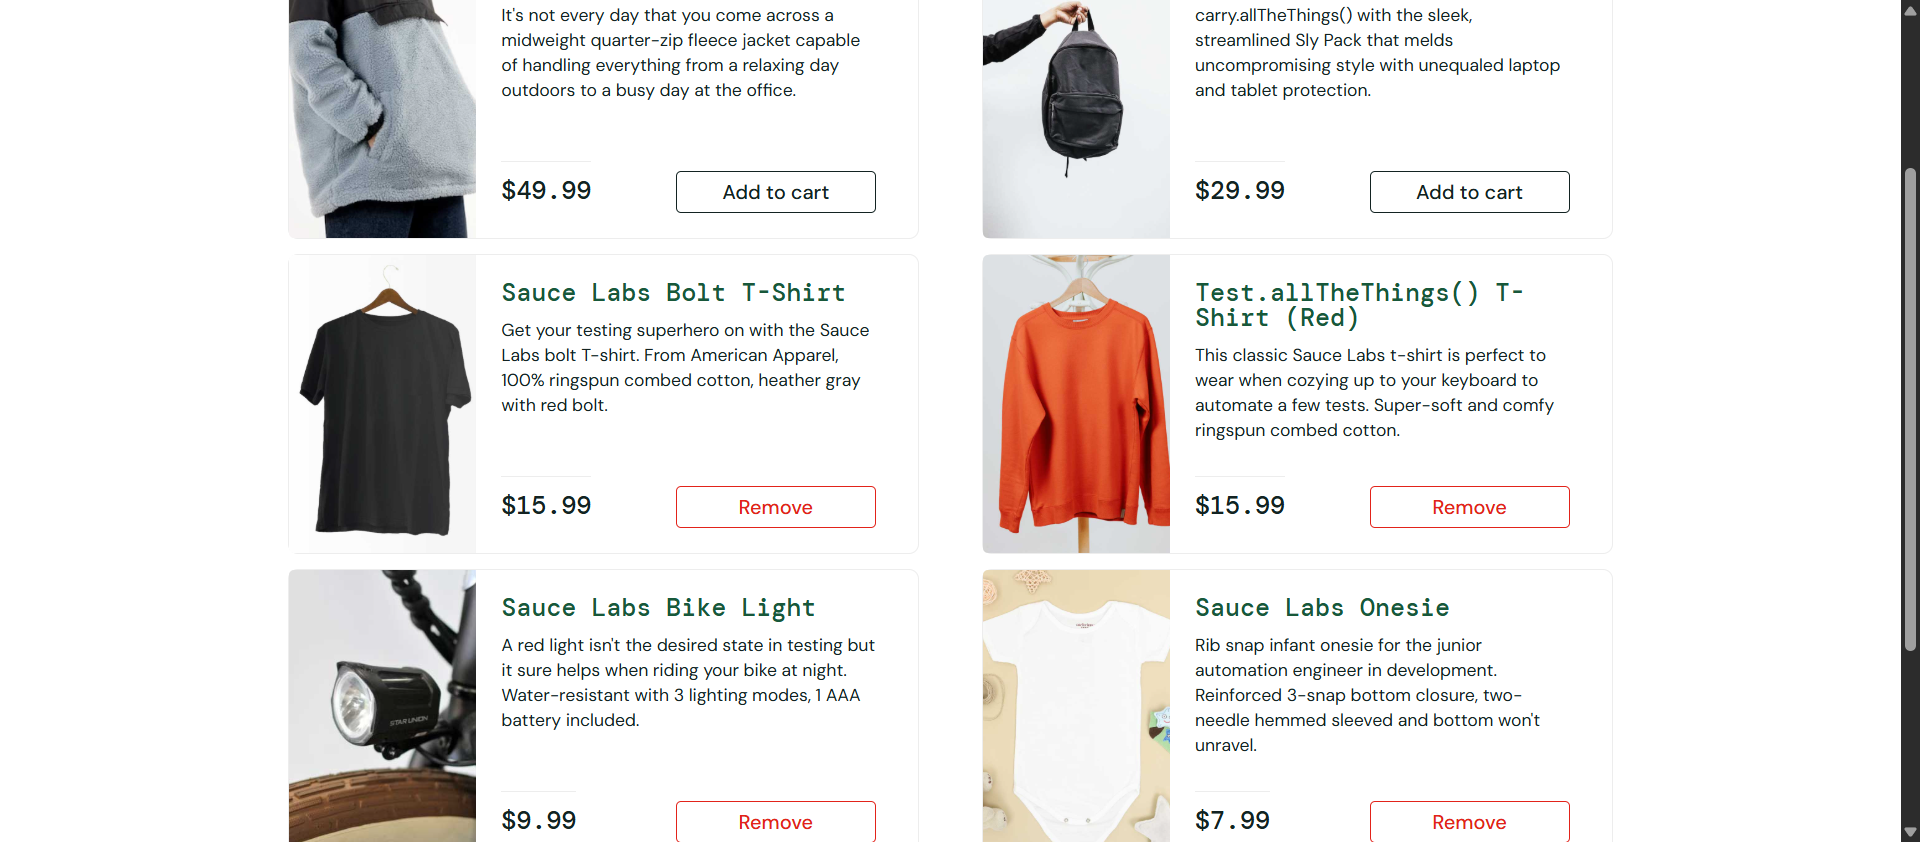 It's not every day that you come across a
midweight quarter-zip fleece jacket capable
of handling everything from a relaxing day
outdoors to a busy day at the office.
$49.99
Add to cart
carry.allTheThings() with the sleek,
streamlined Sly Pack that melds
uncompromising style with unequaled laptop
and tablet protection.
$29.99
Add to cart
Sauce Labs Bolt T-Shirt
Get your testing superhero on with the Sauce
Labs bolt T-shirt. From American Apparel,
100% ringspun combed cotton, heather gray
with red bolt.
$15.99
Remove
Test.allTheThings() T-
Shirt (Red)
This classic Sauce Labs t-shirt is perfect to
wear when cozying up to your keyboard to
automate a few tests. Super-soft and comfy
ringspun combed cotton.
$15.99
Remove
STAR UNION
Sauce Labs Bike Light
A red light isn't the desired state in testing but
it sure helps when riding your bike at night.
Water-resistant with 3 lighting modes, 1 AAA
battery included.
$9.99
Remove
Sauce Labs Onesie
Rib snap infant onesie for the junior
automation engineer in development.
Reinforced 3-snap bottom closure, two-
needle hemmed sleeved and bottom won't
unravel.
$7.99
Remove